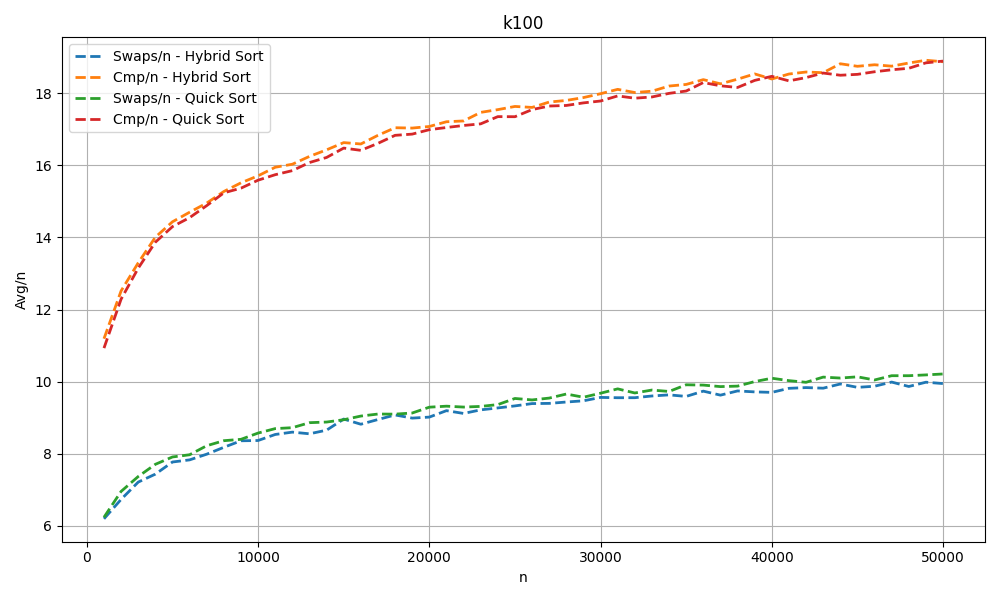 k100
Swaps/n - Hybrid Sort
Cmp/n - Hybrid Sort
Swaps/n - Quick Sort
Cmp/n - Quick Sort
Avg/n
18
16
14
12
10
8
6
0 10000 20000 30000 40000 50000
n